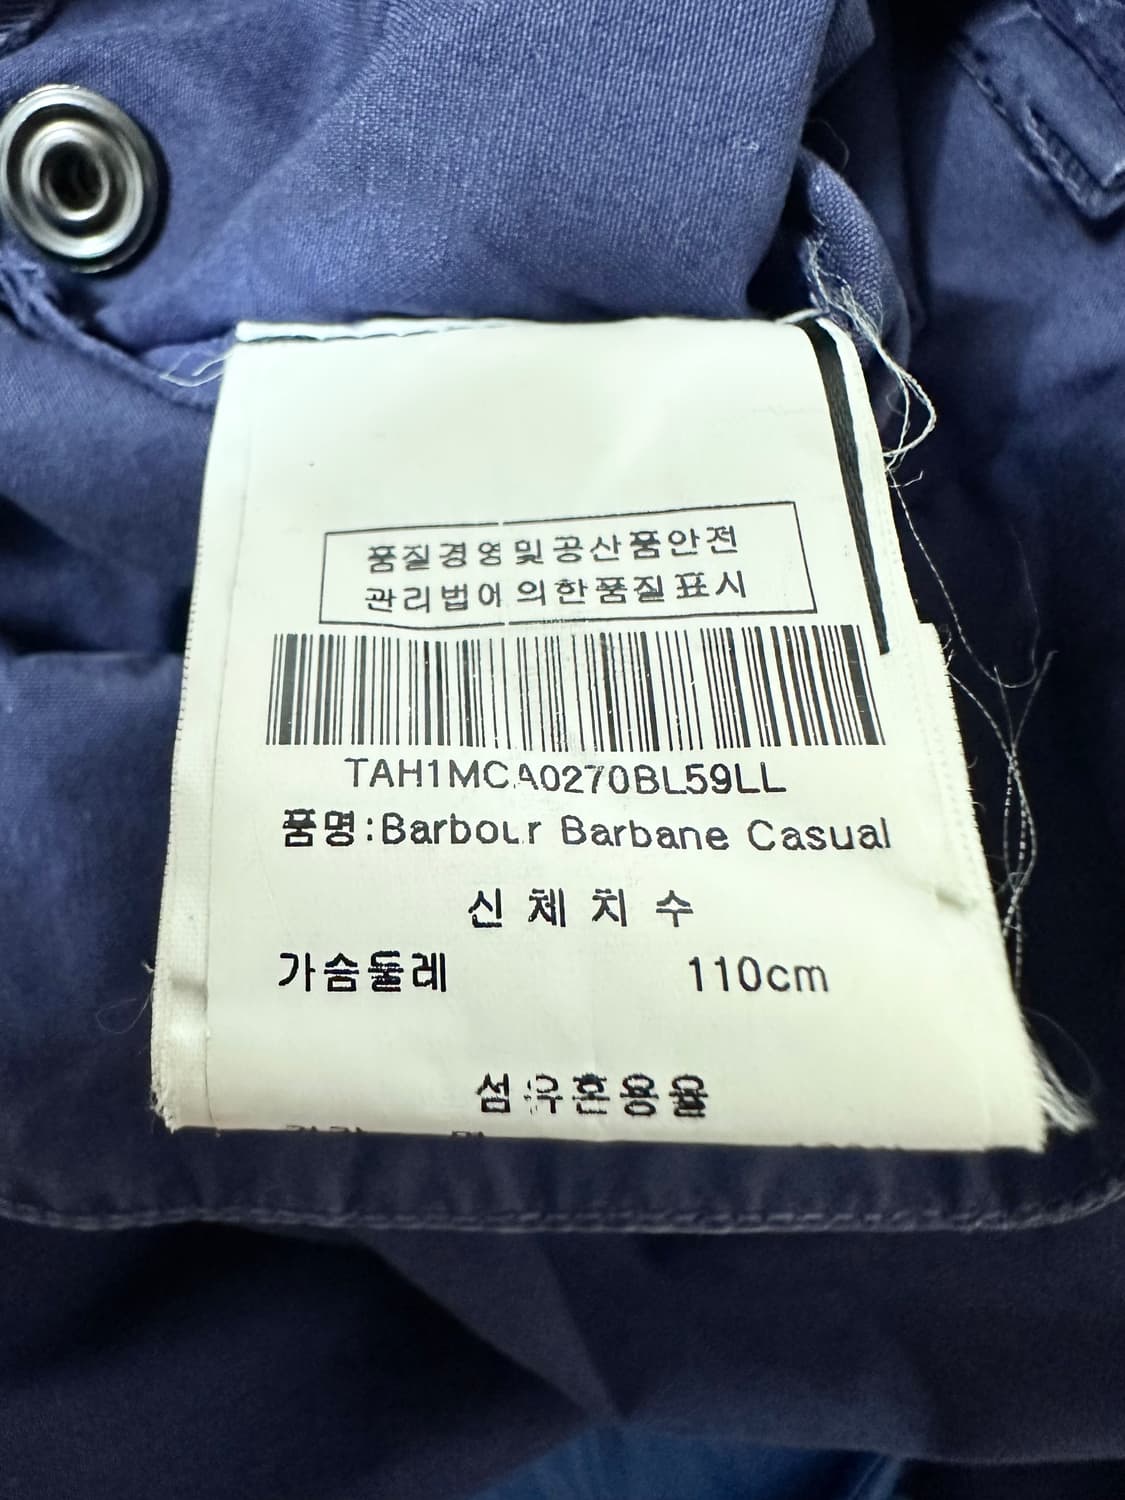 품질경영및공산품안전
관리법에 의한품질표시
TAH1MCA0270BL59LL
품명:Barbour Barbane Casual
신체치수
가슴둘레 110cm
섬유혼용율